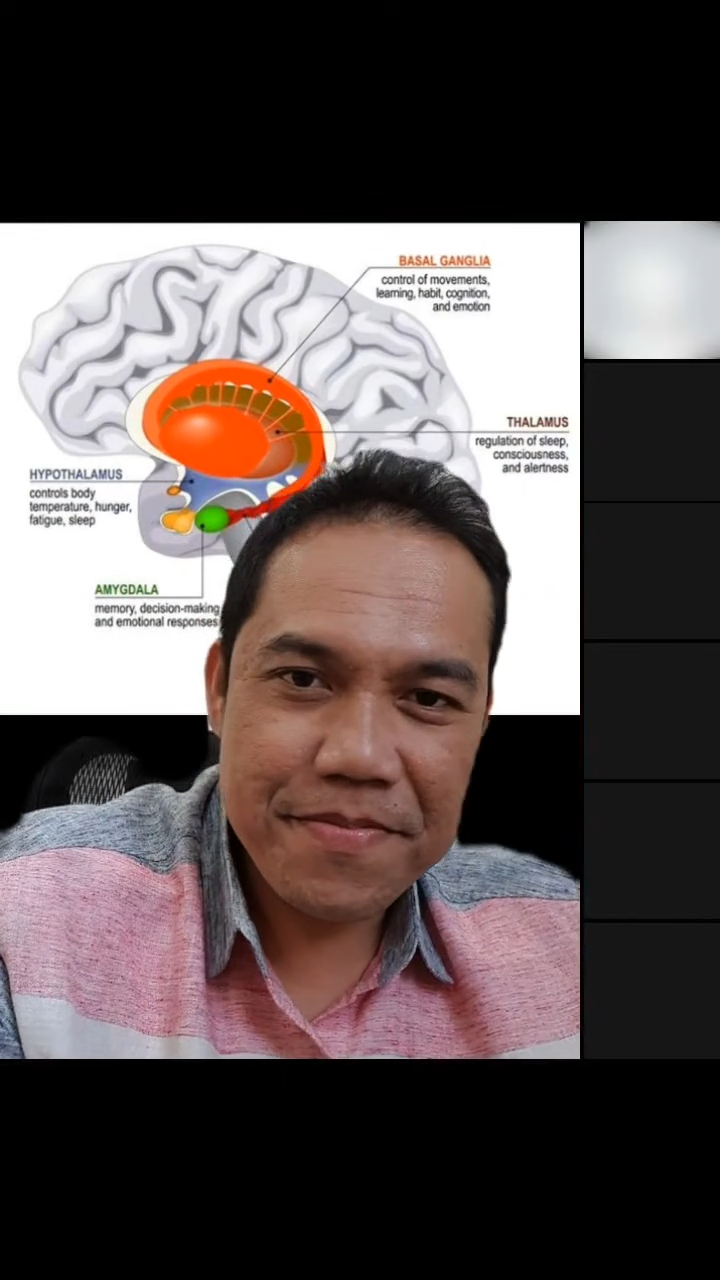 BASAL GANGLIA
control of movements,
learning, habit, cognition,
and emotion
THALAMUS
regulation of sleep,
consciousness,
and alertness
HYPOTHALAMUS
controls body
temperature, hunger,
fatigue, sleep
AMYGDALA
memory, decision-making
and emotional responses